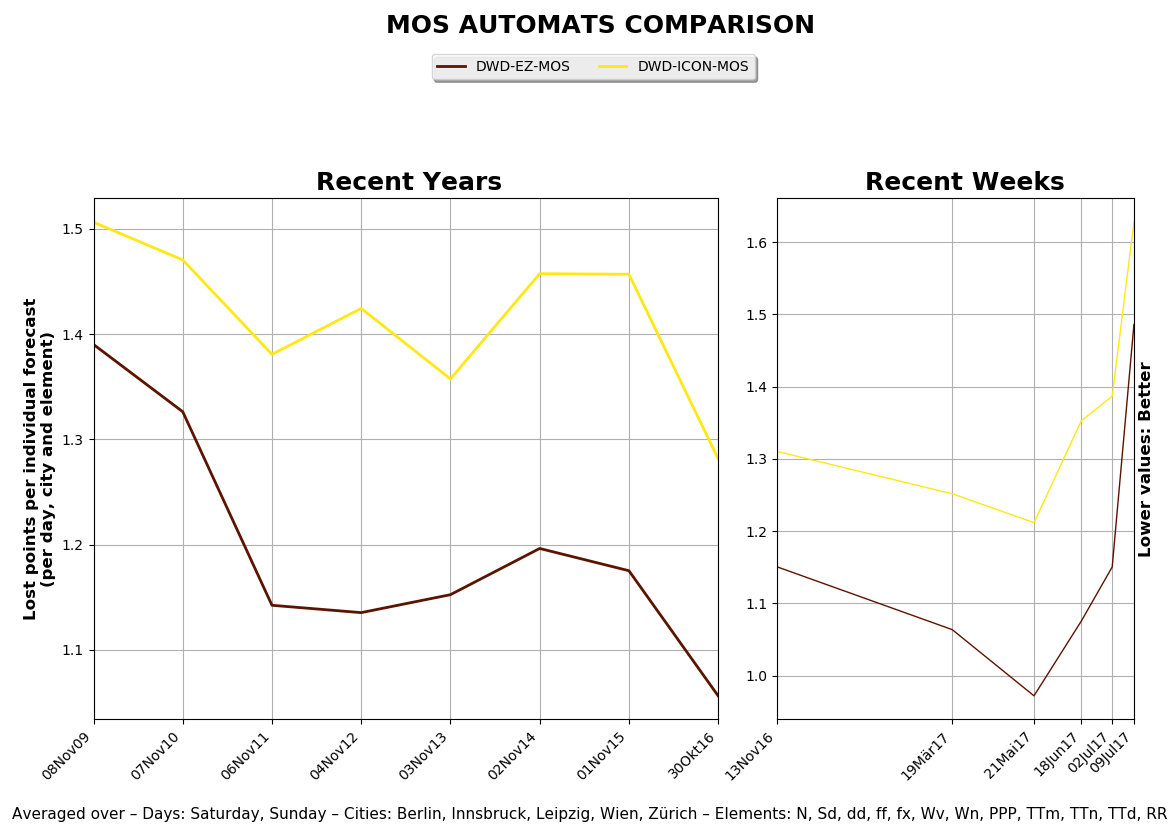 MOS AUTOMATS COMPARISON
DWD-EZ-MOS
DWD-ICON-MOS
Recent Years
Recent Weeks
Lost points per individual forecast
(per day, city and element)
1.5
1.4
1.3
1.2
1.1
08Nov09
07Nov10
06Nov11
04Nov12
03Nov13
02Nov14
01Nov15
30Okt16
1.6
1.5
1.4
1.3
1.2
1.1
1.0
13Nov16
19Mär17
21Mai17
18Jun17
02Jul17
09Jul17
Lower values: Better
Averaged over – Days: Saturday, Sunday – Cities: Berlin, Innsbruck, Leipzig, Wien, Zürich – Elements: N, Sd, dd, ff, fx, Wv, Wn, PPP, TTm, TTn, TTd, RR